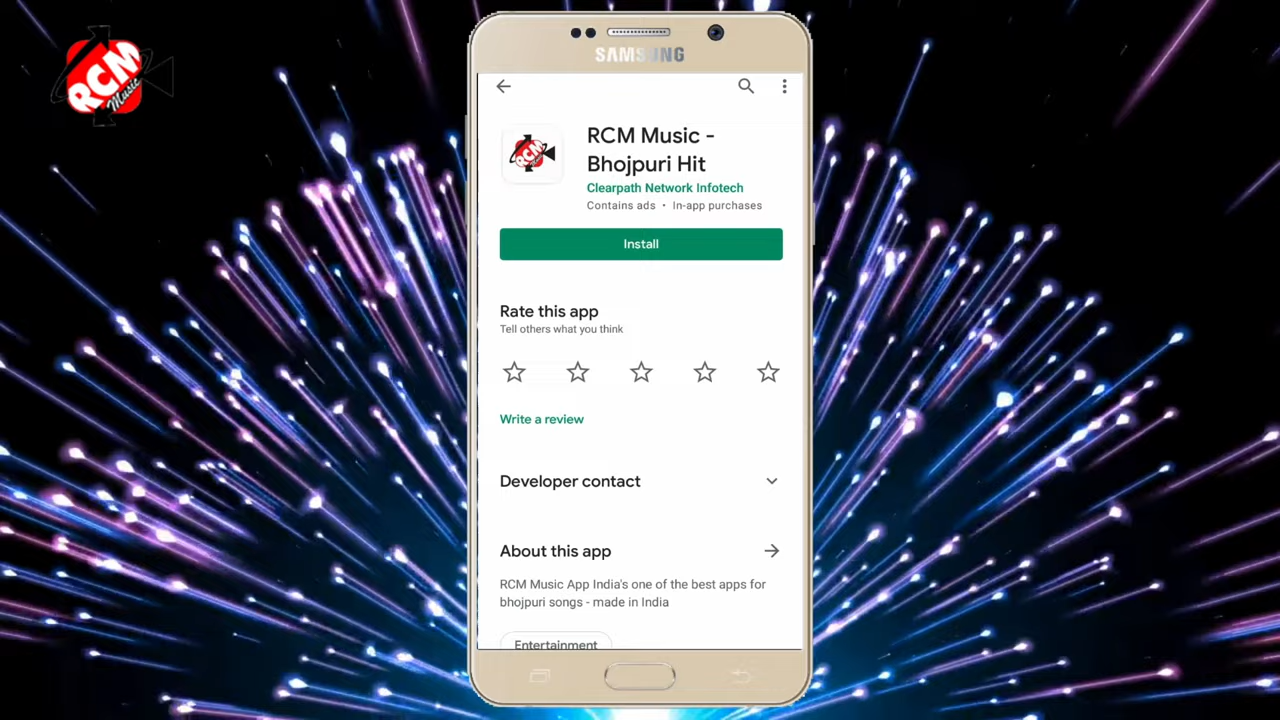 RCM
Music
SAMSUNG
RCM
RCM Music -
Bhojpuri Hit
Clearpath Network Infotech
Contains ads • In-app purchases
Install
Rate this app
Tell others what you think
Write a review
Developer contact
About this app
RCM Music App India's one of the best apps for
bhojpuri songs - made in India
Entertainment